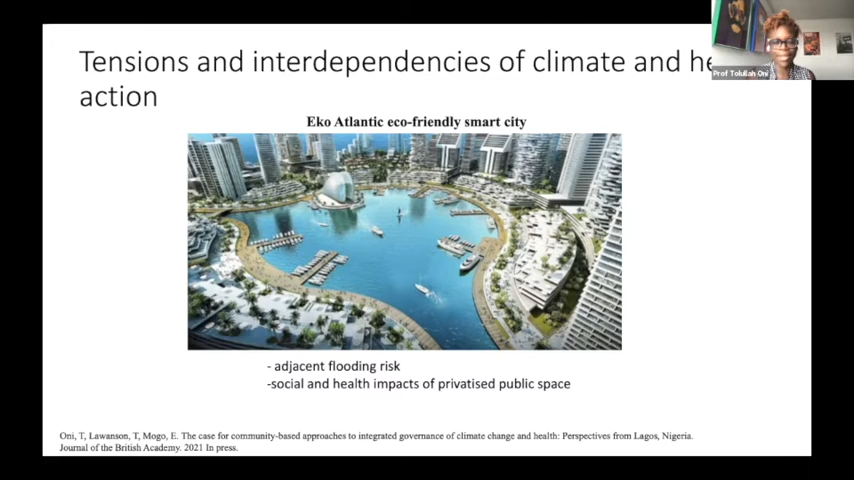 Tensions and interdependencies of climate and he
action
Prof Tolullah Oni
Eko Atlantic eco-friendly smart city
- adjacent flooding risk
-social and health impacts of privatised public space
Oni, T, Lawanson, T, Mogo, E. The case for community-based approaches to integrated governance of climate change and health: Perspectives from Lagos, Nigeria.
Journal of the British Academy. 2021 In press.